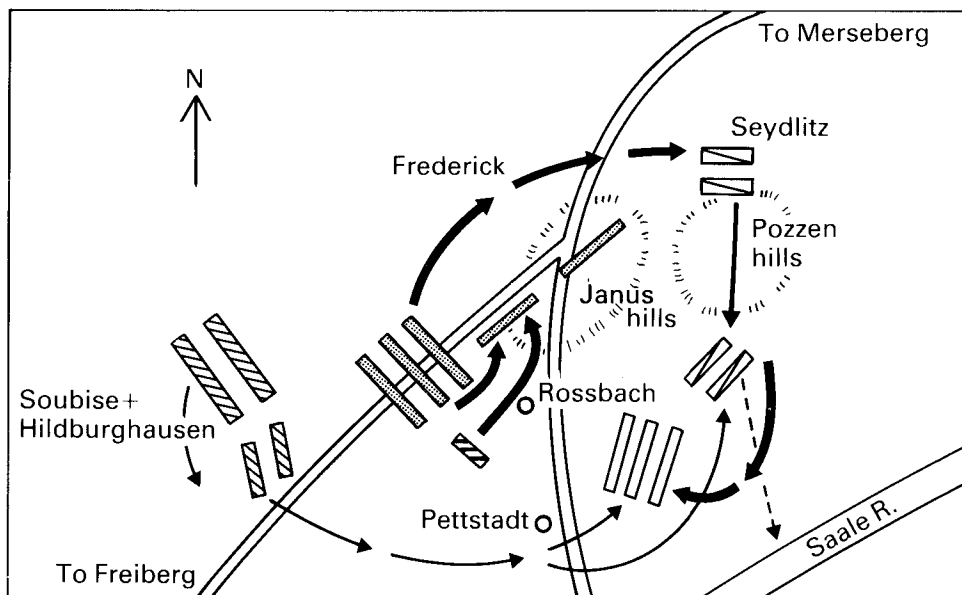 To Merseberg
N
Seydlitz
Frederick
Pozzen
hills
Janus
hills
Soubise+
Hildburghausen
Rossbach
Pettstadt
Saale R.
To Freiberg